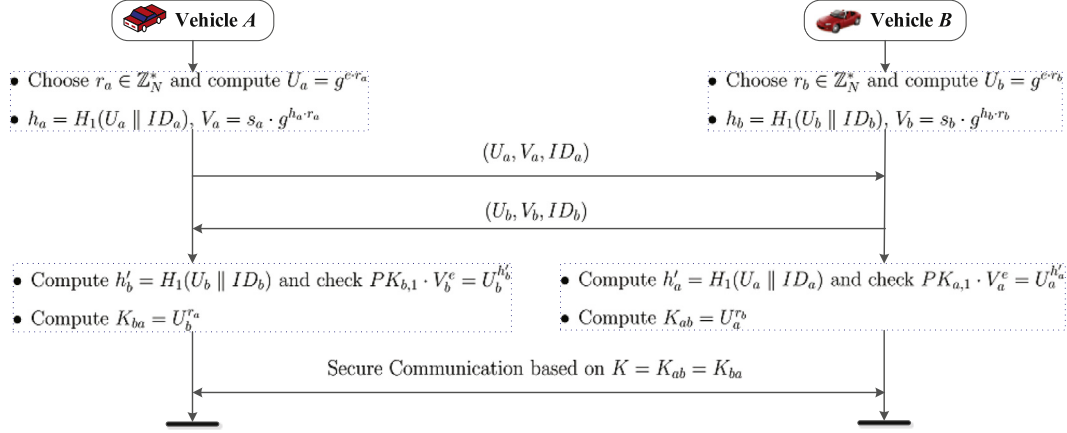 Vehicle A
Vehicle B
• Choose r_a ∈ ℤ*_N and compute U_a = g^{e·r_a}
• h_a = H_1(U_a ∥ ID_a), V_a = s_a · g^{h_a·r_a}
• Choose r_b ∈ ℤ*_N and compute U_b = g^{e·r_b}
• h_b = H_1(U_b ∥ ID_b), V_b = s_b · g^{h_b·r_b}
(U_a, V_a, ID_a)
(U_b, V_b, ID_b)
• Compute h'_b = H_1(U_b ∥ ID_b) and check PK_{b,1} · V_b^e = U_b^{h'_b}
• Compute K_{ba} = U_b^{r_a}
• Compute h'_a = H_1(U_a ∥ ID_a) and check PK_{a,1} · V_a^e = U_a^{h'_a}
• Compute K_{ab} = U_a^{r_b}
Secure Communication based on K = K_{ab} = K_{ba}